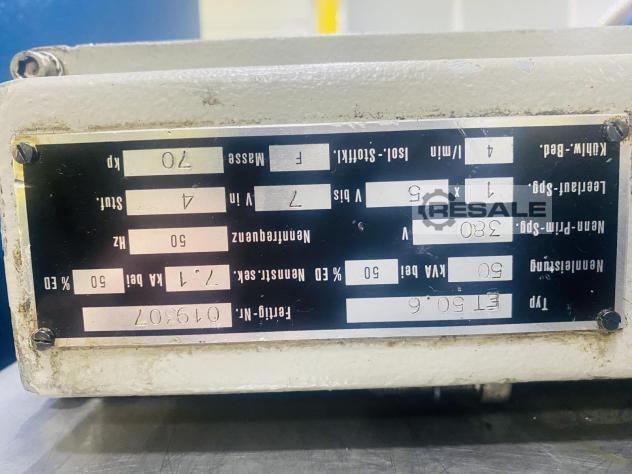 Typ ET50.6 Fertig-Nr. 019307
Nennleistung 50 kVA bei 50 % ED Nennstr.sek. 7.1 kA bei 50 % ED
Nenn-Prim-Spg. 380 V Nennfrequenz 50 Hz
Leerlauf-Spg. 1 x 5 V bis 7 V in 4 Stuf.
Kühlw.-Bed. 4 l/min Isol.-Stoffkl. F Masse 70 kp
RESALE